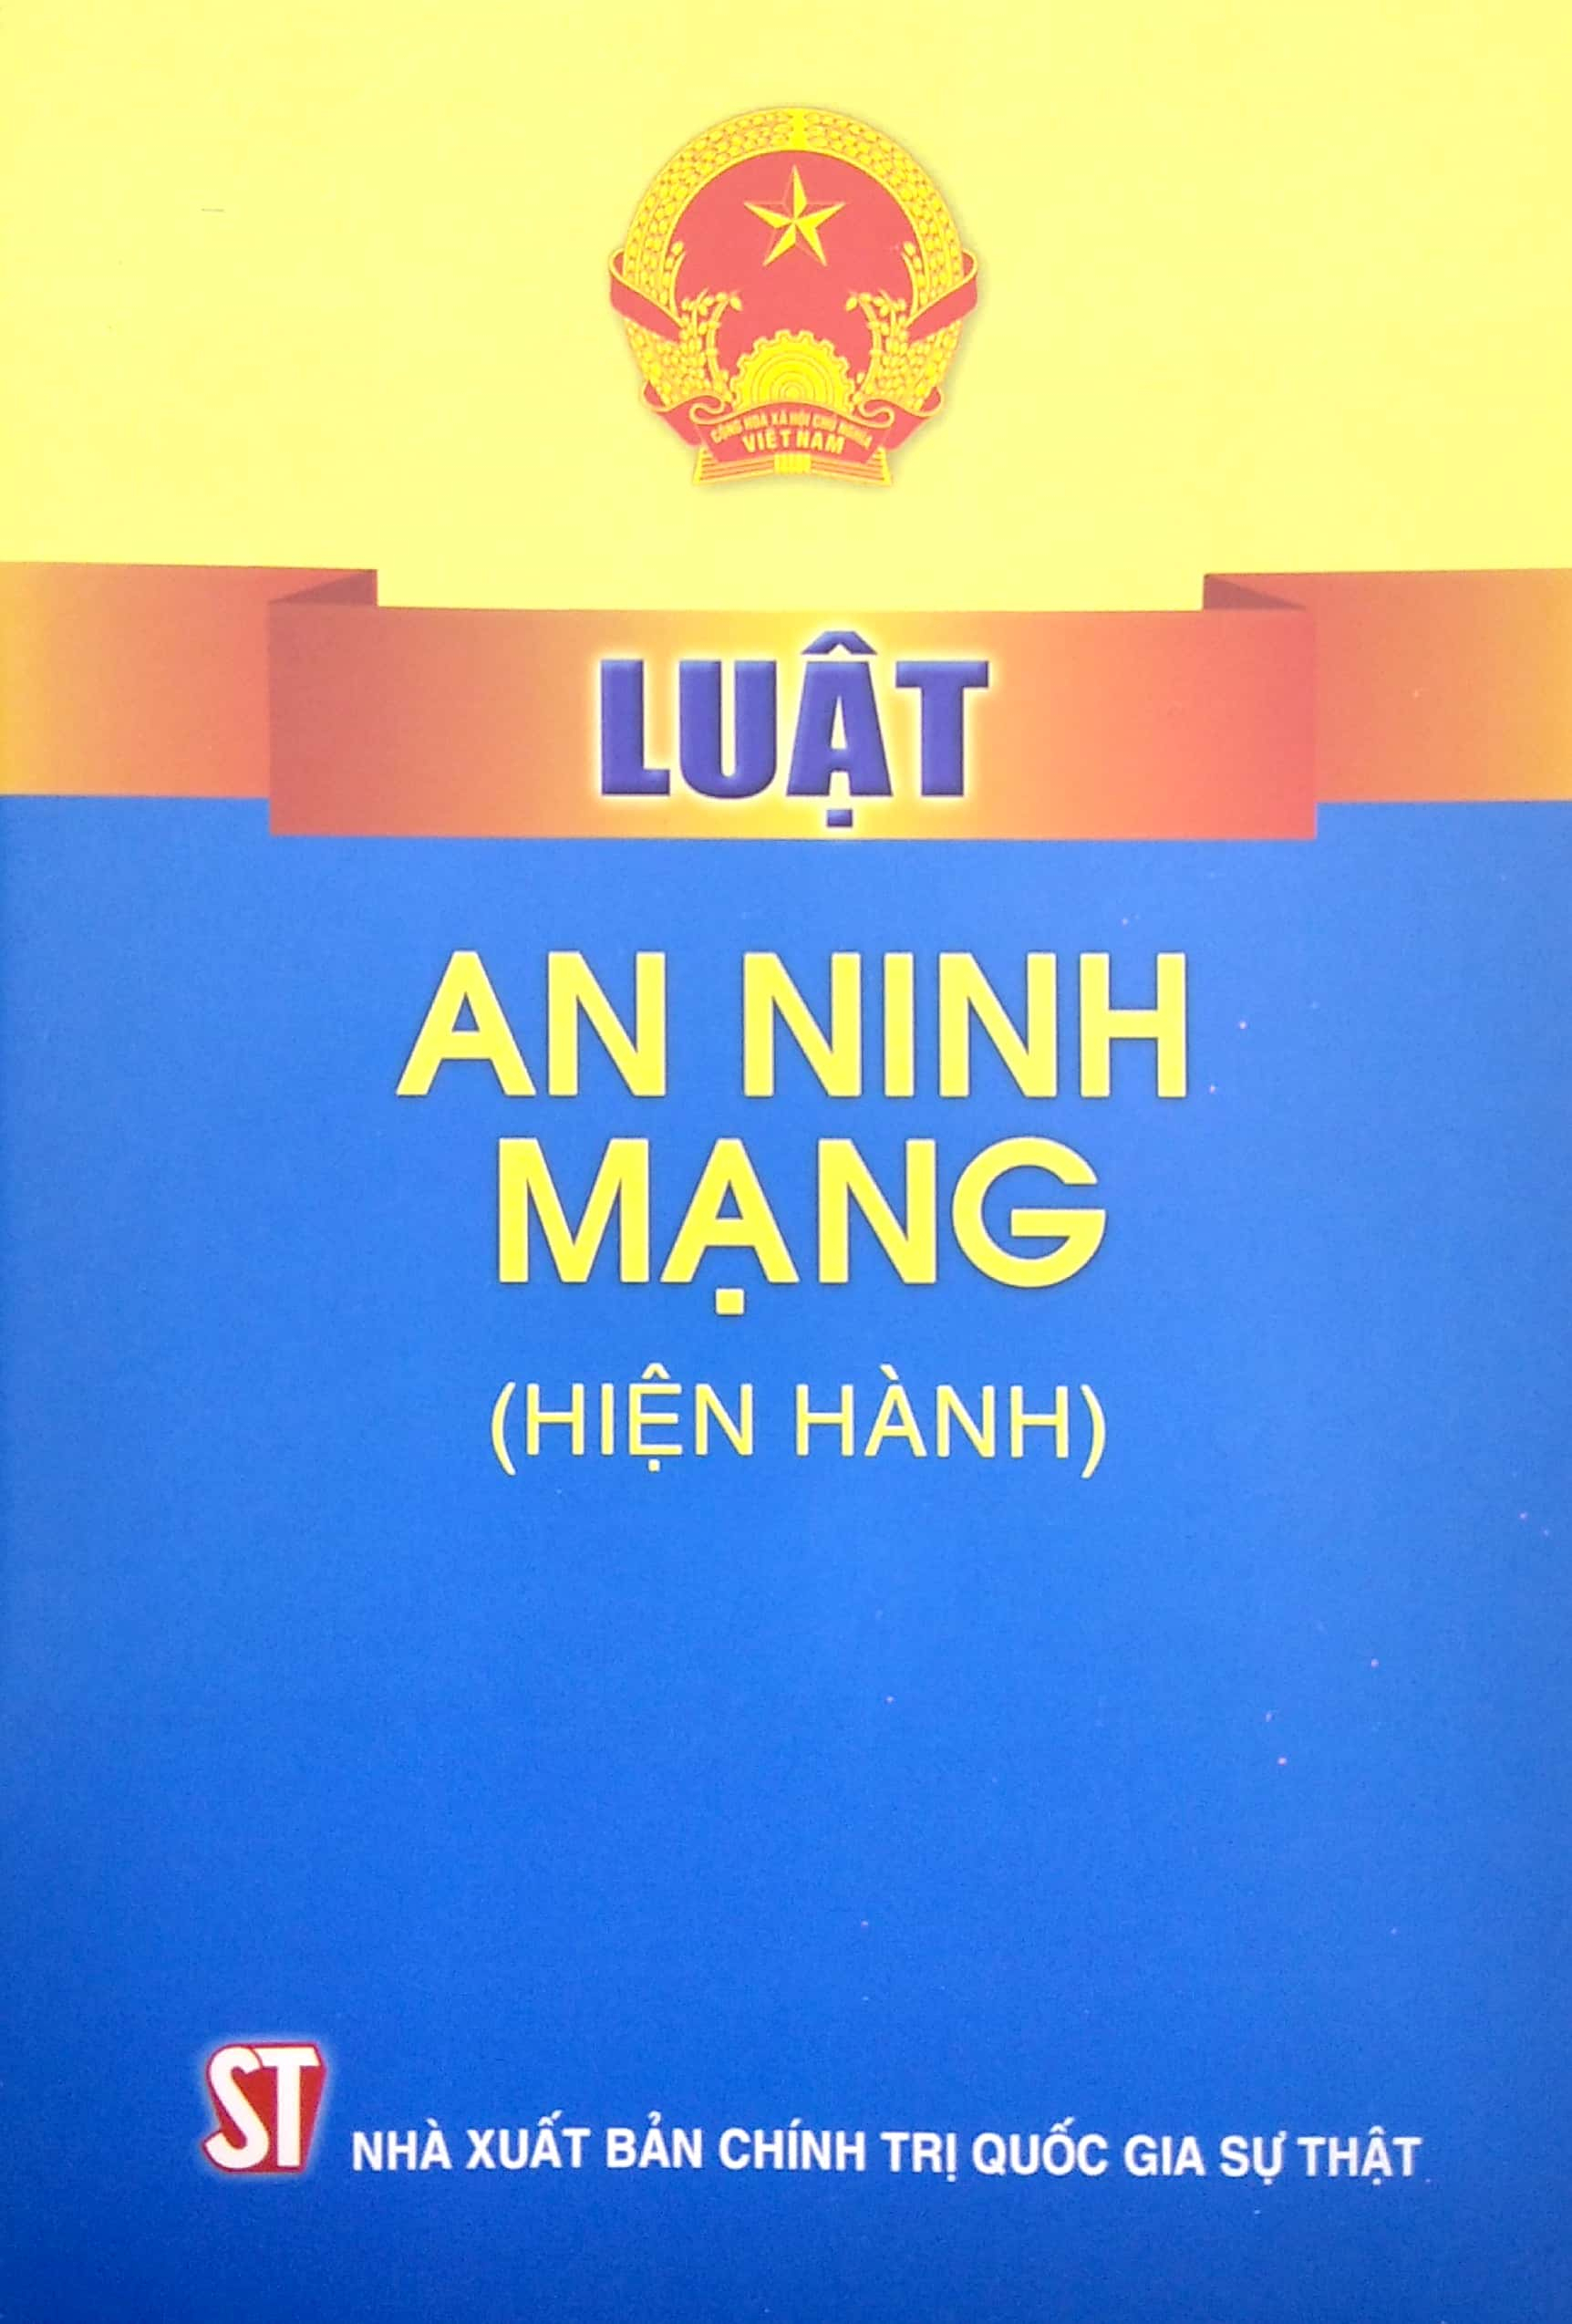 CỘNG HÒA XÃ HỘI CHỦ NGHĨA
VIỆT NAM
LUẬT
AN NINH
MẠNG
(HIỆN HÀNH)
ST
NHÀ XUẤT BẢN CHÍNH TRỊ QUỐC GIA SỰ THẬT